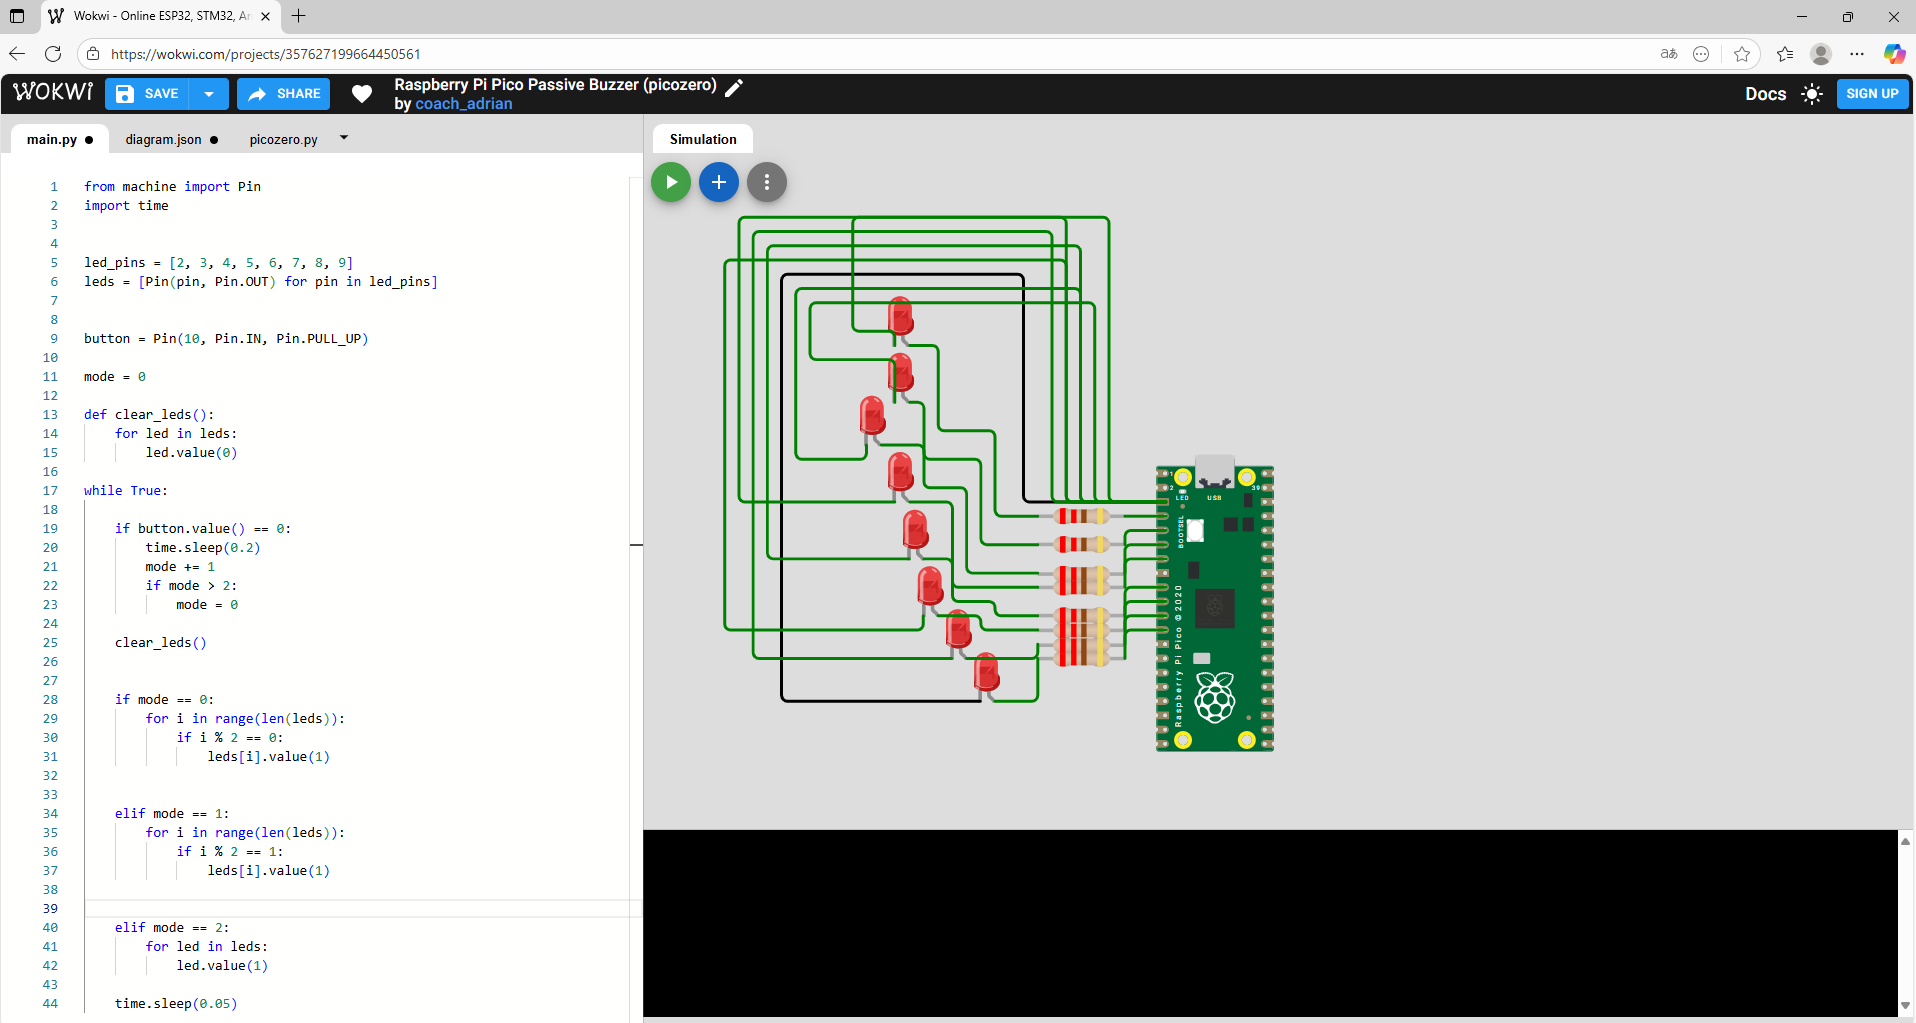 Wokwi - Online ESP32, STM32, Ar
https://wokwi.com/projects/357627199664450561
WOKWI
SAVE
SHARE
Raspberry Pi Pico Passive Buzzer (picozero)
by coach_adrian
Docs
SIGN UP
main.py
diagram.json
picozero.py
Simulation
1 from machine import Pin
2 import time
3
4
5 led_pins = [2, 3, 4, 5, 6, 7, 8, 9]
6 leds = [Pin(pin, Pin.OUT) for pin in led_pins]
7
8
9 button = Pin(10, Pin.IN, Pin.PULL_UP)
10
11 mode = 0
12
13 def clear_leds():
14     for led in leds:
15         led.value(0)
16
17 while True:
18
19     if button.value() == 0:
20         time.sleep(0.2)
21         mode += 1
22         if mode > 2:
23             mode = 0
24
25     clear_leds()
26
27
28     if mode == 0:
29         for i in range(len(leds)):
30             if i % 2 == 0:
31                 leds[i].value(1)
32
33
34     elif mode == 1:
35         for i in range(len(leds)):
36             if i % 2 == 1:
37                 leds[i].value(1)
38
39
40     elif mode == 2:
41         for led in leds:
42             led.value(1)
43
44     time.sleep(0.05)
1
2
39
LED
USB
BOOTSEL
Raspberry Pi Pico ©2020